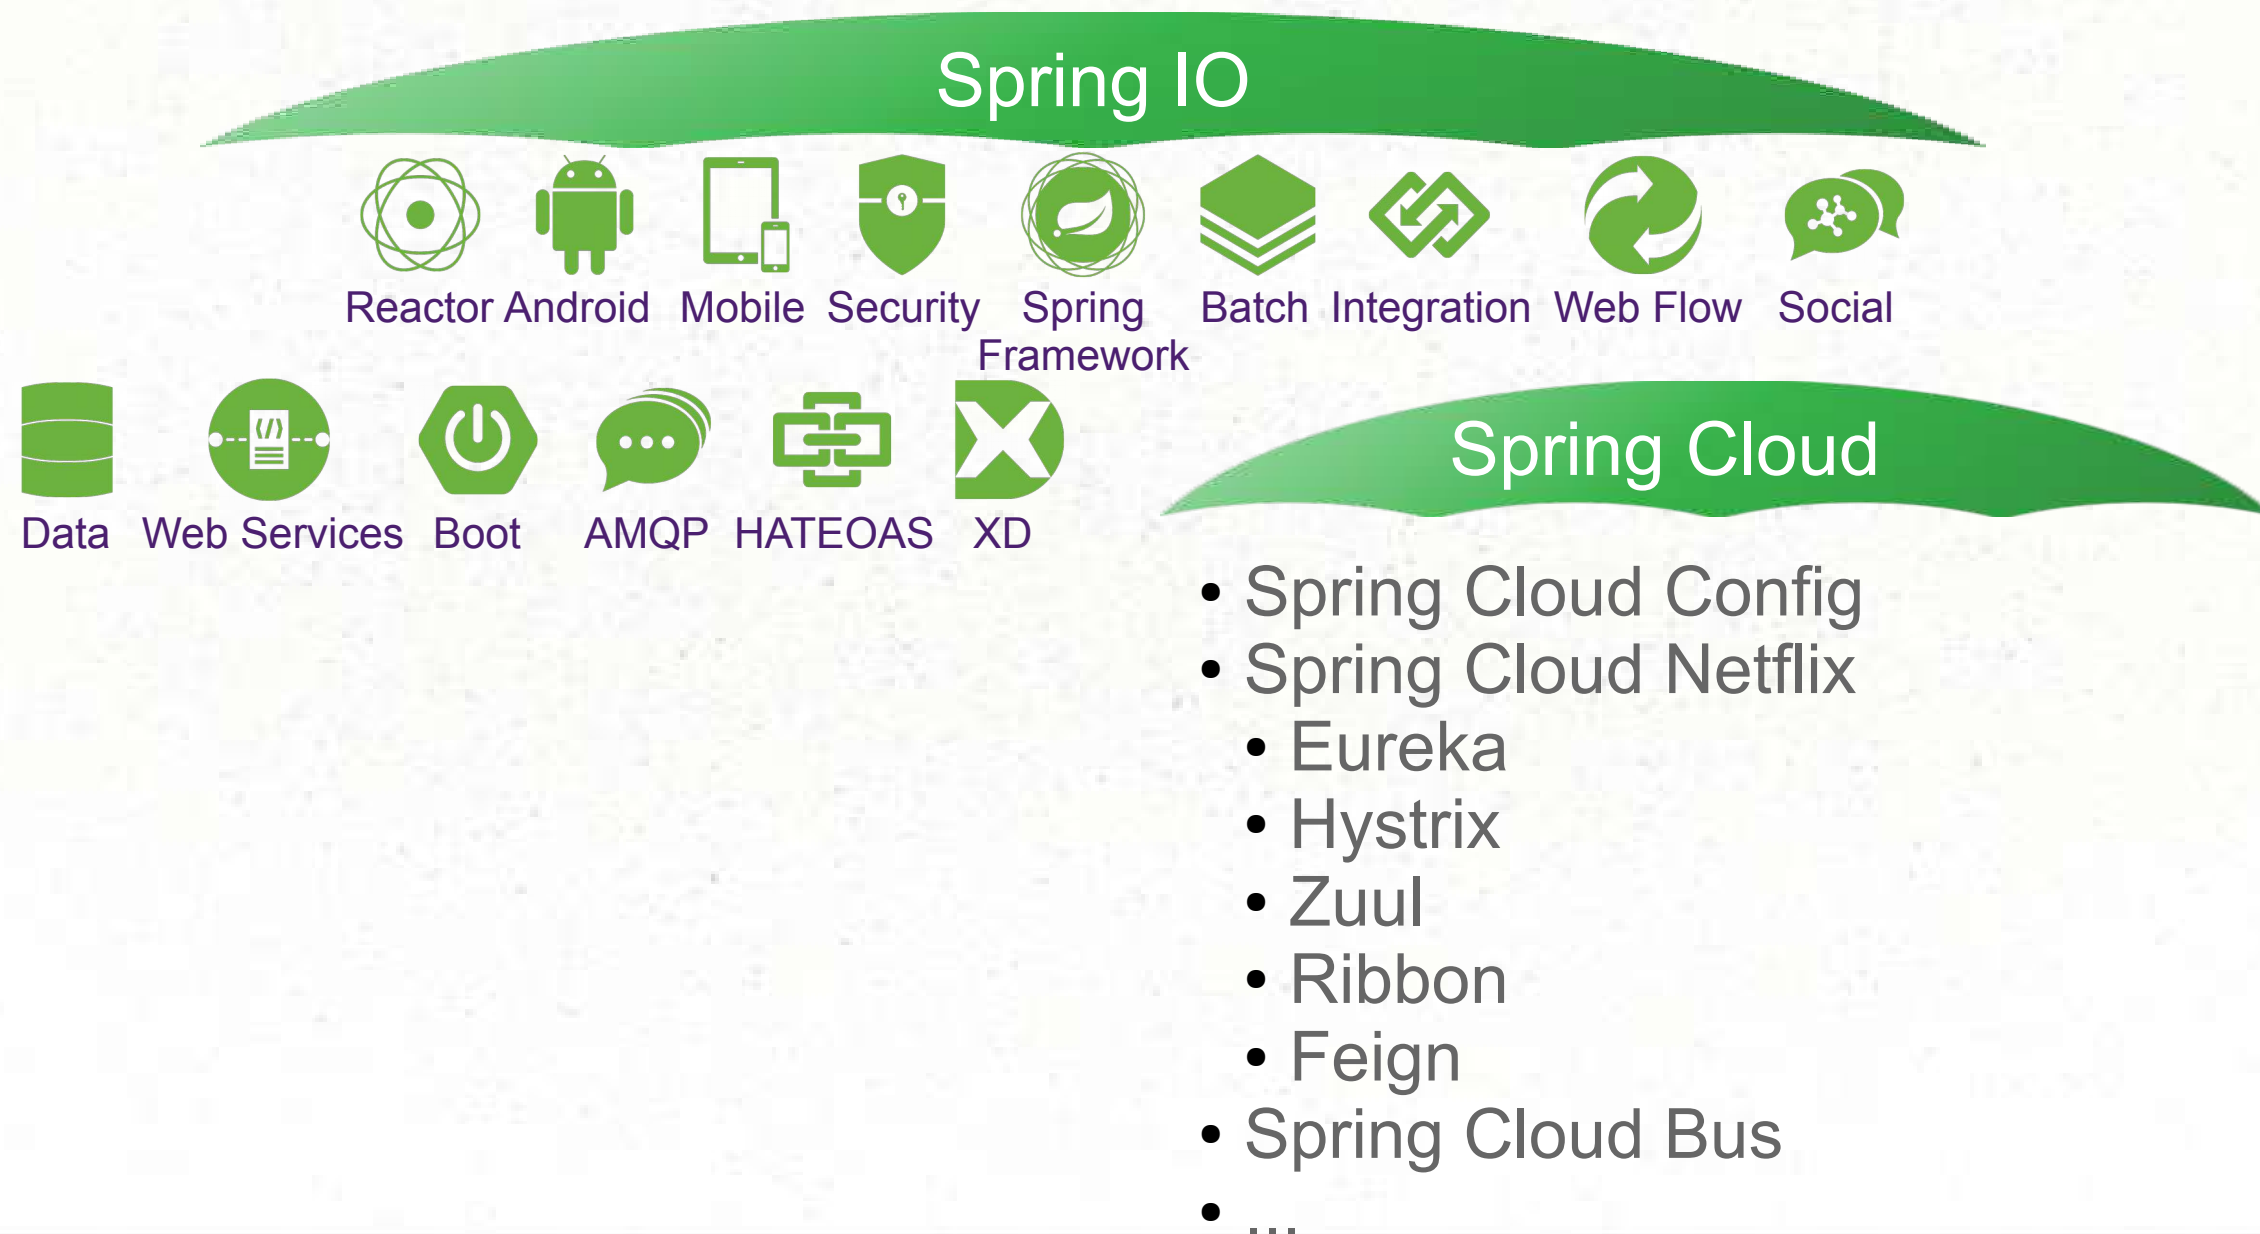 Spring IO
Reactor Android Mobile Security Spring Framework Batch Integration Web Flow Social
Data Web Services Boot AMQP HATEOAS XD
Spring Cloud
• Spring Cloud Config
• Spring Cloud Netflix
• Eureka
• Hystrix
• Zuul
• Ribbon
• Feign
• Spring Cloud Bus
• ...